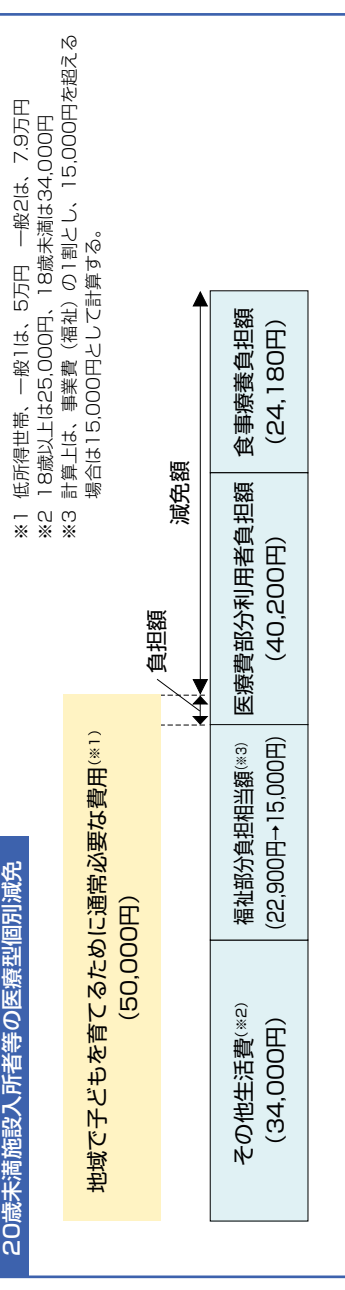 20歳未満施設入所者等の医療型個別減免
※1 低所得世帯、一般1は、5万円 一般2は、7.9万円
※2 18歳以上は25,000円、18歳未満は34,000円
※3 計算上は、事業費（福祉）の1割とし、15,000円を超える
場合は15,000円として計算する。
地域で子どもを育てるために通常必要な費用(※1)
(50,000円)
負担額
減免額
その他生活費(※2)
(34,000円)
福祉部分負担相当額(※3)
(22,900円→15,000円)
医療費部分利用者負担額
(40,200円)
食事療養負担額
(24,180円)